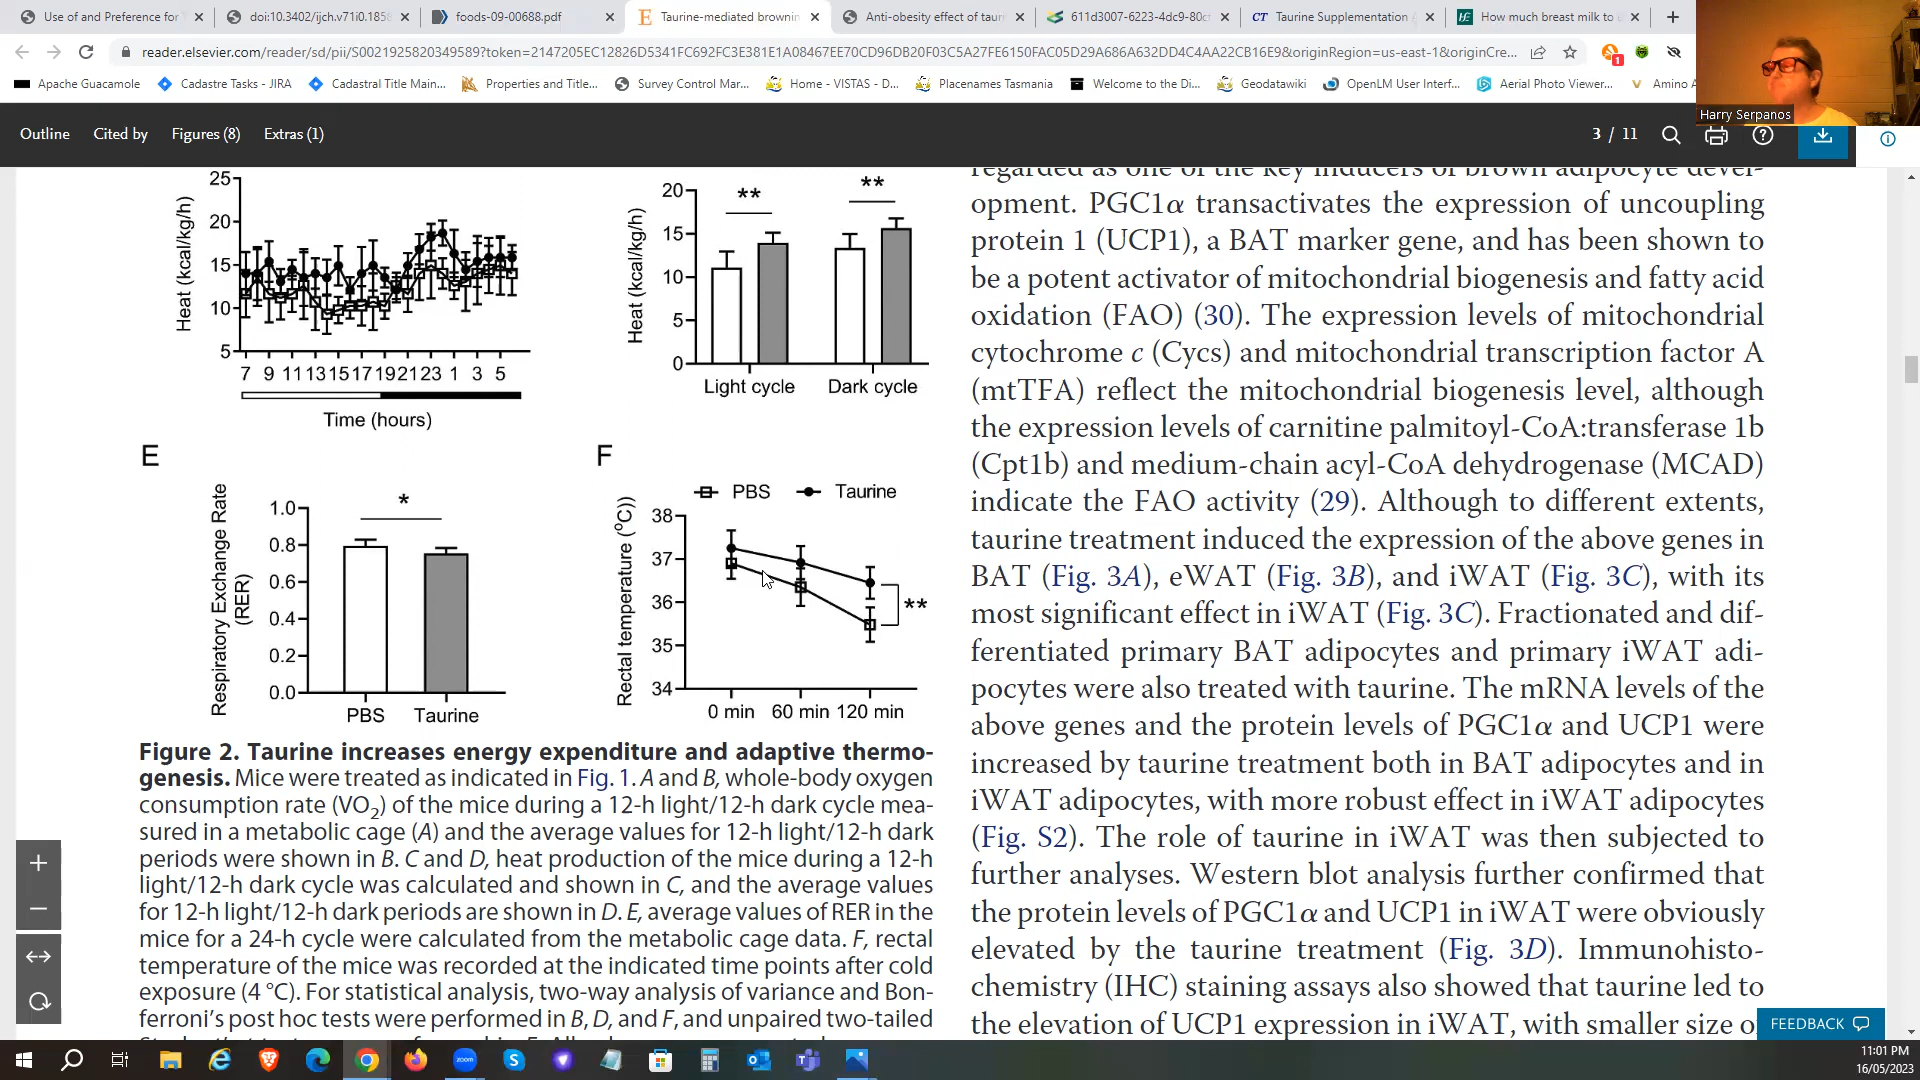 Use of and Preference for
doi:10.3402/ijch.v71i0.1858
foods-09-00688.pdf
Taurine-mediated brownin
Anti-obesity effect of taur
611d3007-6223-4dc9-80c
Taurine Supplementation
How much breast milk to
reader.elsevier.com/reader/sd/pii/S0021925820349589?token=2147205EC12826D5341FC692FC3E381E1A08467EE70CD96DB20F03C5A27FE6150FAC05D29A686A632DD4C4AA22CB16E9&originRegion=us-east-1&originCre...
Apache Guacamole
Cadastre Tasks - JIRA
Cadastral Title Main...
Properties and Title...
Survey Control Mar...
Home - VISTAS - D...
Placenames Tasmania
Welcome to the Di...
Geodatawiki
OpenLM User Interf...
Aerial Photo Viewer...
Amino A
Harry Serpanos
Outline
Cited by
Figures (8)
Extras (1)
3 / 11
Heat (kcal/kg/h)
25
20
15
10
5
7 9 11 13 15 17 19 21 23 1 3 5
Time (hours)
Heat (kcal/kg/h)
20
15
10
5
0
**
**
Light cycle
Dark cycle
E
Respiratory Exchange Rate
(RER)
1.0
0.8
0.6
0.4
0.2
0.0
*
PBS
Taurine
F
PBS
Taurine
Rectal temperature (°C))
38
37
36
35
34
**
0 min 60 min 120 min
Figure 2. Taurine increases energy expenditure and adaptive thermo-
genesis. Mice were treated as indicated in Fig. 1. A and B, whole-body oxygen
consumption rate (VO2) of the mice during a 12-h light/12-h dark cycle mea-
sured in a metabolic cage (A) and the average values for 12-h light/12-h dark
periods were shown in B. C and D, heat production of the mice during a 12-h
light/12-h dark cycle was calculated and shown in C, and the average values
for 12-h light/12-h dark periods are shown in D. E, average values of RER in the
mice for a 24-h cycle were calculated from the metabolic cage data. F, rectal
temperature of the mice was recorded at the indicated time points after cold
exposure (4 °C). For statistical analysis, two-way analysis of variance and Bon-
ferroni's post hoc tests were performed in B, D, and F, and unpaired two-tailed
regarded as one of the key inducers of brown adipocyte devel-
opment. PGC1α transactivates the expression of uncoupling
protein 1 (UCP1), a BAT marker gene, and has been shown to
be a potent activator of mitochondrial biogenesis and fatty acid
oxidation (FAO) (30). The expression levels of mitochondrial
cytochrome c (Cycs) and mitochondrial transcription factor A
(mtTFA) reflect the mitochondrial biogenesis level, although
the expression levels of carnitine palmitoyl-CoA:transferase 1b
(Cpt1b) and medium-chain acyl-CoA dehydrogenase (MCAD)
indicate the FAO activity (29). Although to different extents,
taurine treatment induced the expression of the above genes in
BAT (Fig. 3A), eWAT (Fig. 3B), and iWAT (Fig. 3C), with its
most significant effect in iWAT (Fig. 3C). Fractionated and dif-
ferentiated primary BAT adipocytes and primary iWAT adi-
pocytes were also treated with taurine. The mRNA levels of the
above genes and the protein levels of PGC1α and UCP1 were
increased by taurine treatment both in BAT adipocytes and in
iWAT adipocytes, with more robust effect in iWAT adipocytes
(Fig. S2). The role of taurine in iWAT was then subjected to
further analyses. Western blot analysis further confirmed that
the protein levels of PGC1α and UCP1 in iWAT were obviously
elevated by the taurine treatment (Fig. 3D). Immunohisto-
chemistry (IHC) staining assays also showed that taurine led to
the elevation of UCP1 expression in iWAT, with smaller size o
FEEDBACK
11:01 PM
16/05/2023